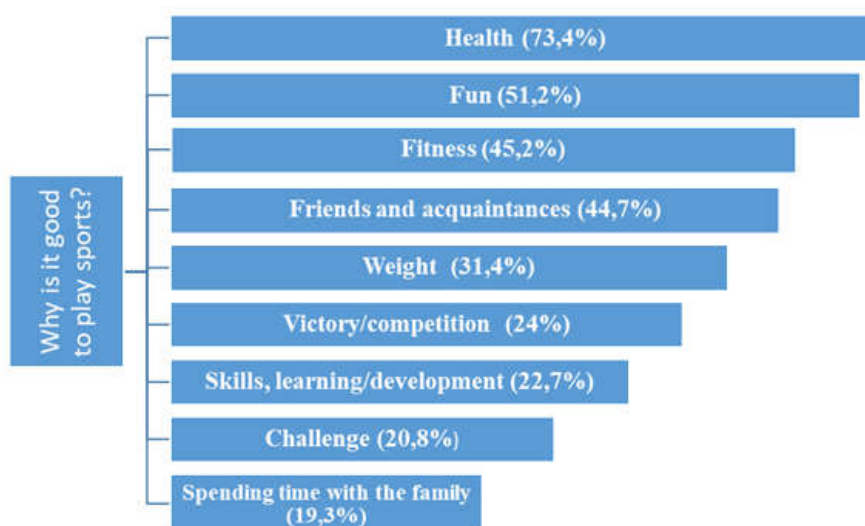 Why is it good
to play sports?
Health (73,4%)
Fun (51,2%)
Fitness (45,2%)
Friends and acquaintances (44,7%)
Weight (31,4%)
Victory/competition (24%)
Skills, learning/development (22,7%)
Challenge (20,8%)
Spending time with the family
(19,3%)